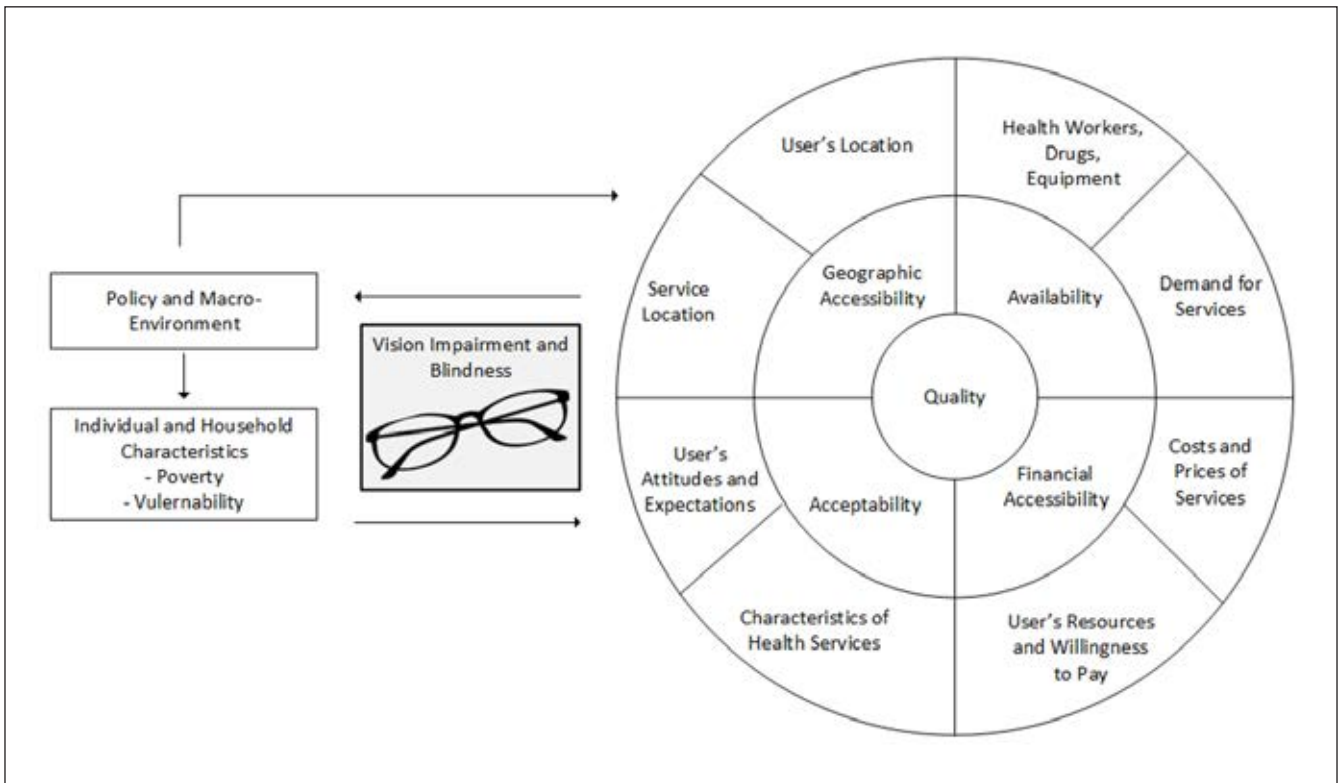 Policy and Macro-
Environment
Individual and Household
Characteristics
- Poverty
- Vulernability
Vision Impairment and
Blindness
User's Location
Health Workers,
Drugs,
Equipment
Service
Location
Geographic
Accessibility
Availability
Demand for
Services
Quality
User's
Attitudes and
Expectations
Acceptability
Financial
Accessibility
Costs and
Prices of
Services
Characteristics of
Health Services
User's Resources
and Willingness
to Pay